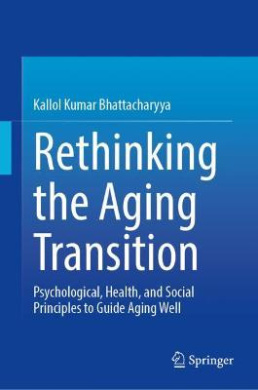 Kallol Kumar Bhattacharyya
Rethinking
the Aging
Transition
Psychological, Health, and Social
Principles to Guide Aging Well
Springer